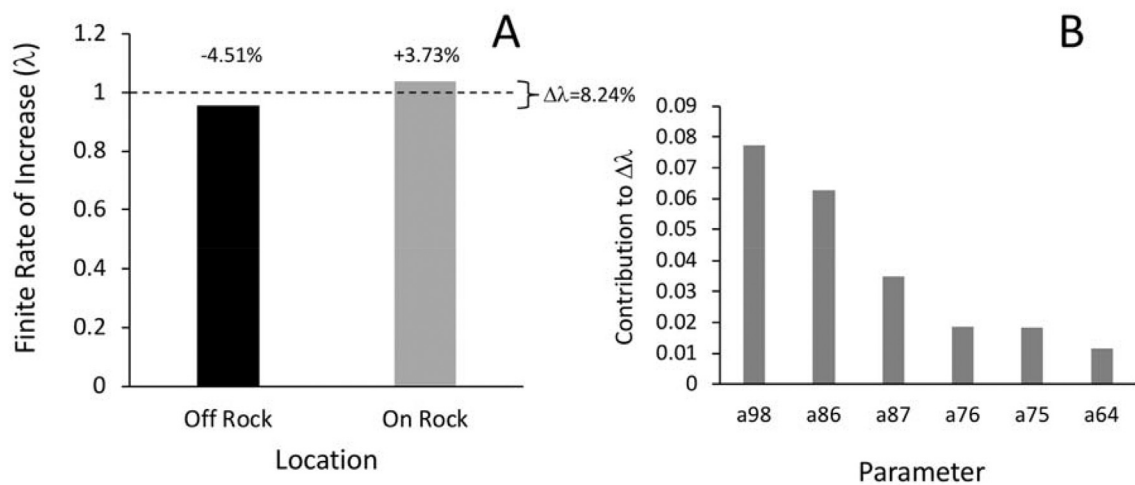 A
1.2
1
0.8
0.6
0.4
0.2
0
Finite Rate of Increase (λ)
-4.51%
+3.73%
Δλ=8.24%
Off Rock
On Rock
Location
B
0.09
0.08
0.07
0.06
0.05
0.04
0.03
0.02
0.01
0
Contribution to Δλ
a98 a86 a87 a76 a75 a64
Parameter